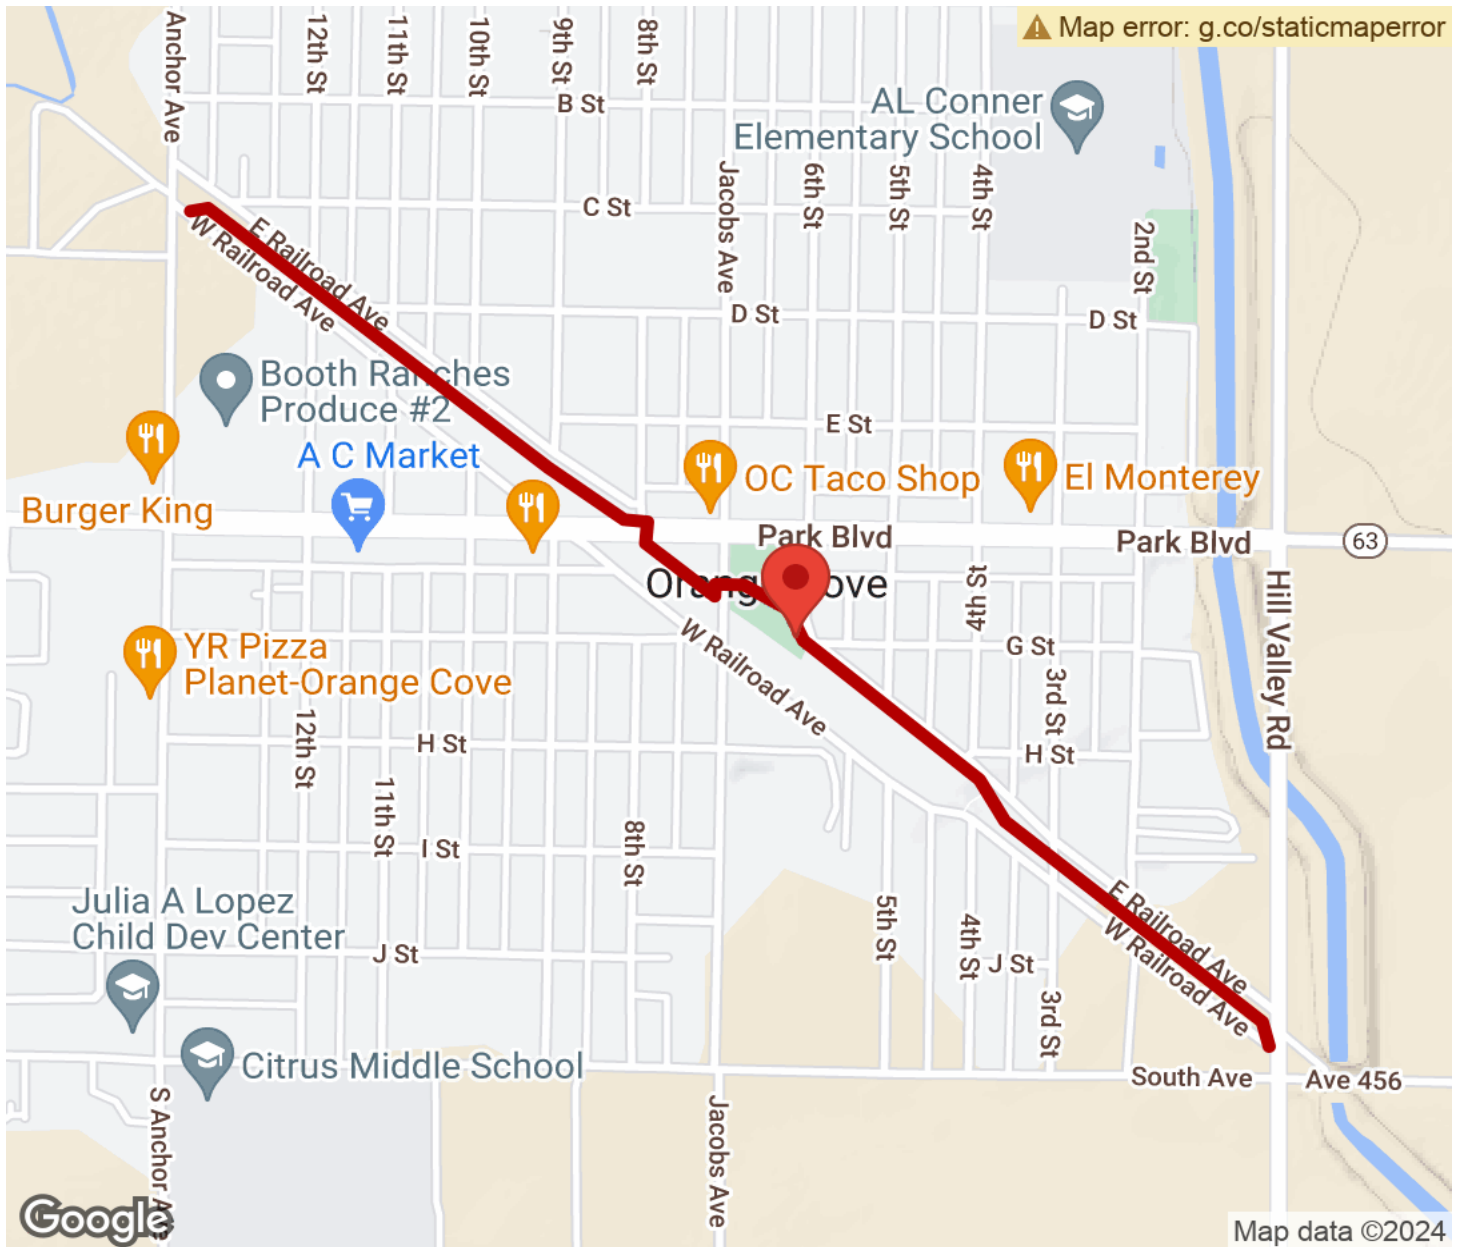 Map error: g.co/staticmaperror
Anchor Ave
12th St
11th St
10th St
9th St
8th St
B St
AL Conner
Elementary School
C St
Jacobs Ave
6th St
5th St
4th St
2nd St
E Railroad Ave
W Railroad Ave
D St
D St
Booth Ranches
Produce #2
E St
A C Market
OC Taco Shop
El Monterey
Burger King
Park Blvd
Park Blvd
63
4th St
Hill Valley Rd
W Railroad Ave
G St
YR Pizza
Planet-Orange Cove
3rd St
12th St
H St
H St
11th St
I St
8th St
Julia A Lopez
Child Dev Center
5th St
4th St
E Railroad Ave
W Railroad Ave
J St
J St
3rd St
Citrus Middle School
South Ave
Ave 456
S Anchor
Jacobs Ave
Google
Map data ©2024